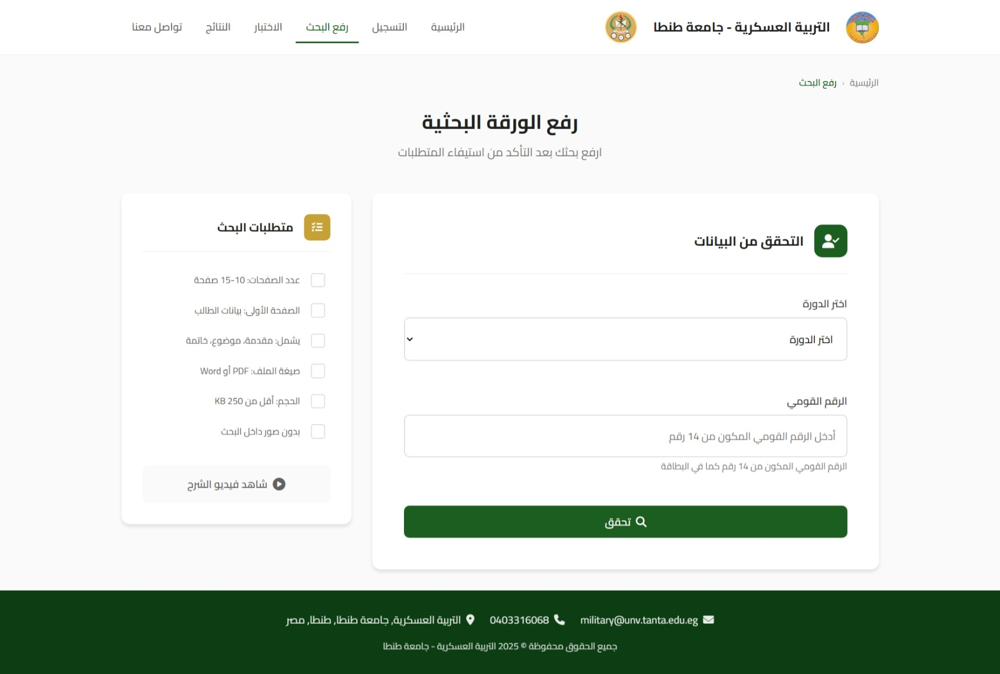 التربية العسكرية - جامعة طنطا
الرئيسية
التسجيل
رفع البحث
الاختبار
النتائج
تواصل معنا
الرئيسية ‹ رفع البحث
رفع الورقة البحثية
ارفع بحثك بعد التأكد من استيفاء المتطلبات
التحقق من البيانات
اختر الدورة
اختر الدورة
الرقم القومي
أدخل الرقم القومي المكون من 14 رقم
الرقم القومي المكون من 14 رقم كما في البطاقة
تحقق
متطلبات البحث
عدد الصفحات: 10-15 صفحة
الصفحة الأولى: بيانات الطالب
يشمل: مقدمة، موضوع، خاتمة
صيغة الملف: PDF أو Word
الحجم: أقل من 250 KB
بدون صور داخل البحث
شاهد فيديو الشرح
military@unv.tanta.edu.eg
0403316068
التربية العسكرية, جامعة طنطا, طنطا, مصر
جميع الحقوق محفوظة © 2025 التربية العسكرية - جامعة طنطا